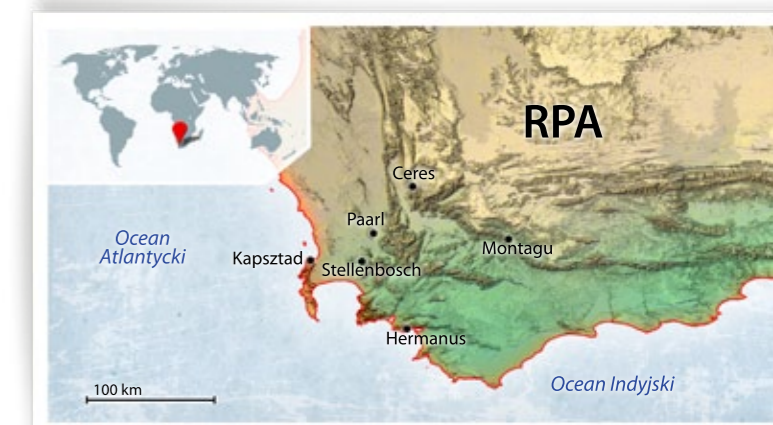 RPA
Ceres
Paarl
Ocean
Atlantycki
Kapsztad
Stellenbosch
Montagu
Hermanus
100 km
Ocean Indyjski